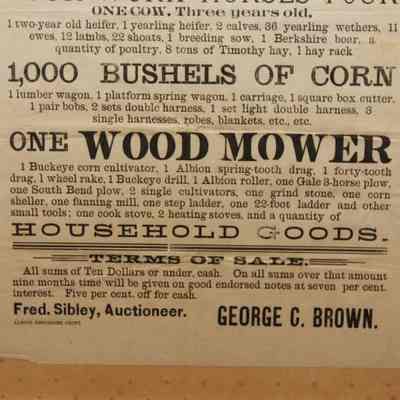 ONE COW, Three years old,
1 two-year old heifer, 1 yearling heifer, 2 calves, 36 yearling wethers, 11
ewes, 12 lambs, 22 shoats, 1 breeding sow, 1 Berkshire boar, a
quantity of poultry, 8 tons of Timothy hay, 1 hay rack
1,000 BUSHELS OF CORN
1 lumber wagon, 1 platform spring wagon, 1 carriage, 1 square box cutter,
1 pair bobs, 2 sets double harness, 1 set light double harness, 3
single harnesses, robes, blankets, etc., etc.
ONE WOOD MOWER
1 Buckeye corn cultivator, 1 Albion spring-tooth drag, 1 forty-tooth
drag, 1 wheel rake, 1 Buckeye drill, 1 Albion roller, one Gale 3-horse plow,
one South Bend plow, 2 single cultivators, one grind stone, one corn
sheller, one fanning mill, one step ladder, one 22-foot ladder and other
small tools; one cook stove, 2 heating stoves, and a quantity of
HOUSEHOLD GOODS.
TERMS OF SALE.
All sums of Ten Dollars or under, cash. On all sums over that amount
nine months time will be given on good endorsed notes at seven per cent.
interest. Five per cent. off for cash.
Fred. Sibley, Auctioneer. GEORGE C. BROWN.